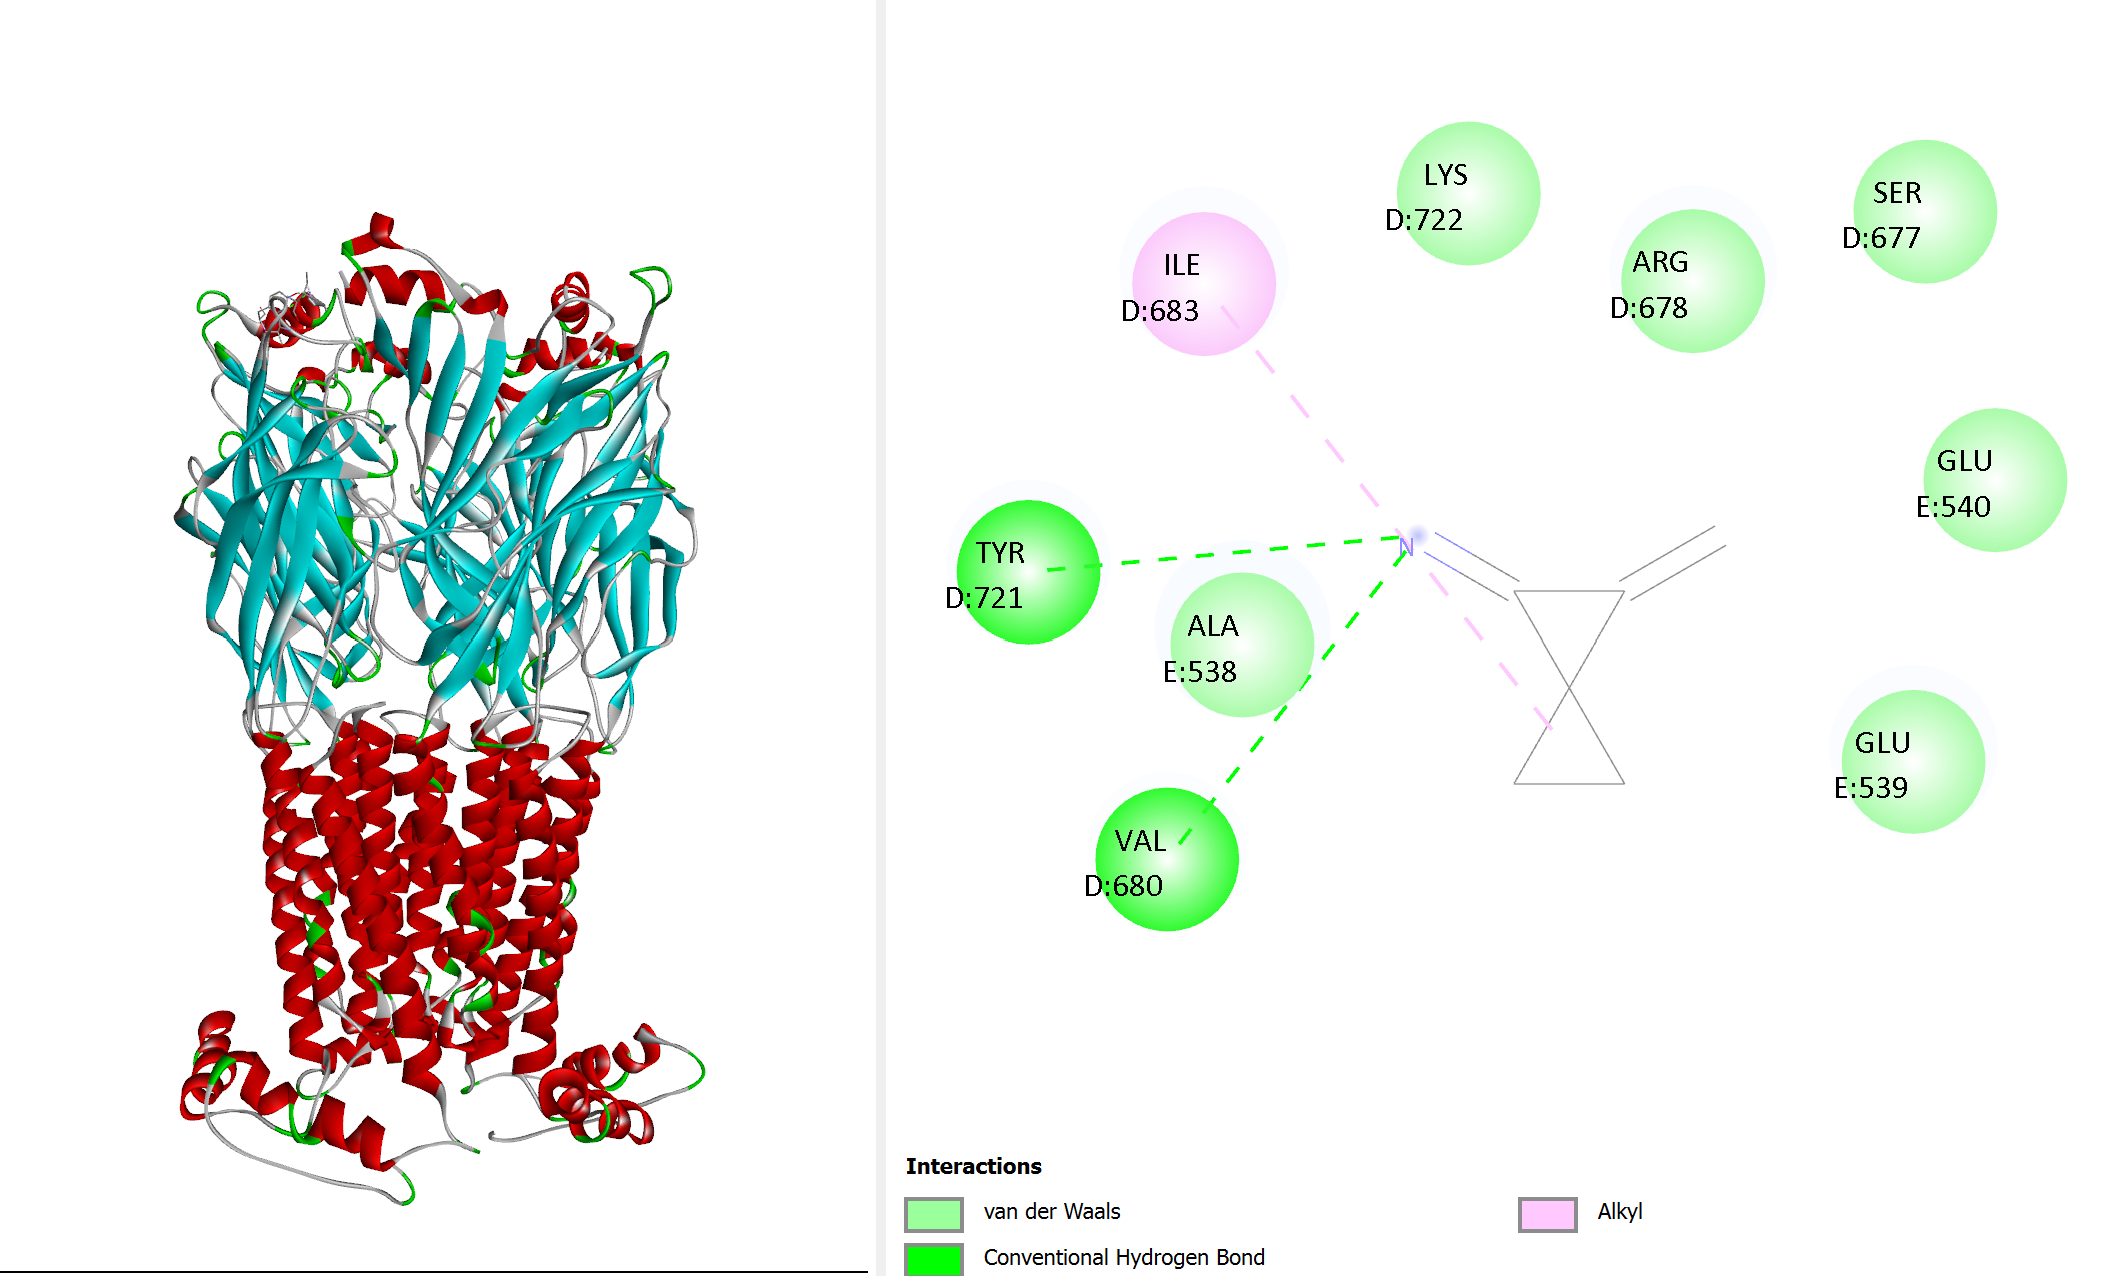 LYS
D:722
SER
D:677
ILE
D:683
ARG
D:678
GLU
E:540
TYR
D:721
N
ALA
E:538
GLU
E:539
VAL
D:680
Interactions
van der Waals
Alkyl
Conventional Hydrogen Bond